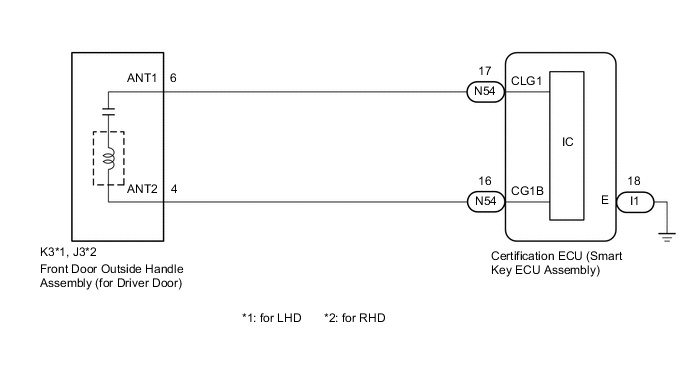 17
ANT1 6
CLG1
N54
IC
16
18
ANT2 4
CG1B
N54
E
I1
K3*1, J3*2
Front Door Outside Handle
Assembly (for Driver Door)
Certification ECU (Smart
Key ECU Assembly)
*1: for LHD *2: for RHD